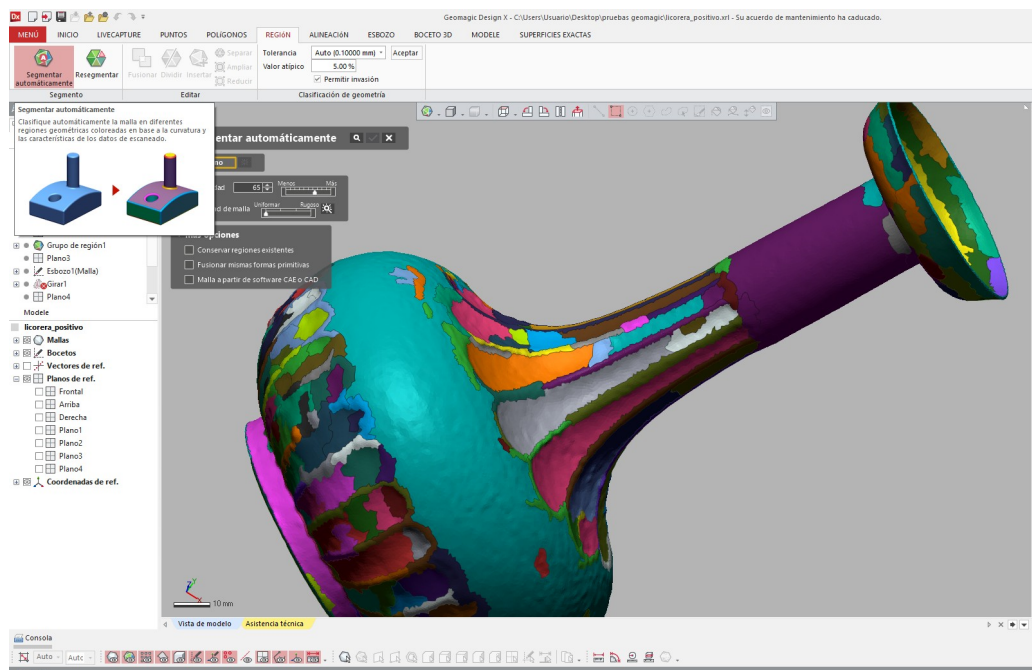 Geomagic Design X - C:\Users\Usuario\Desktop\pruebas geomagic\licorera_positivo.xrl - Su acuerdo de mantenimiento ha caducado.
MENÚ INICIO LIVECAPTURE PUNTOS POLíGONOS REGIóN ALINEACIóN ESBOZO BOCETO 3D MODELE SUPERFICIES EXACTAS
Segmentar automáticamente
Resegmentar
Fusionar Dividir Insertar
Separar
Ampliar
Reducir
Tolerancia Auto (0.10000 mm) Aceptar
Valor atípico 5.00 %
Permitir invasión
Segmento Editar Clasificación de geometría
Segmentar automáticamente
Clasifique automáticamente la malla en diferentes
regiones geométricas coloreadas en base a la curvatura y
las características de los datos de escaneado.
entar automáticamente
65 Menos Más
d de malla Uniformar Rugoso
Más Opciones
Conservar regiones existentes
Fusionar mismas formas primitivas
Malla a partir de software CAE o CAD
Grupo de región1
Plano3
Esbozo1(Malla)
Girar1
Plano4
Modele
licorera_positivo
Mallas
Bocetos
Vectores de ref.
Planos de ref.
Frontal
Arriba
Derecha
Plano1
Plano2
Plano3
Plano4
Coordenadas de ref.
10 mm
Vista de modelo Asistencia técnica
Consola
Auto Autc